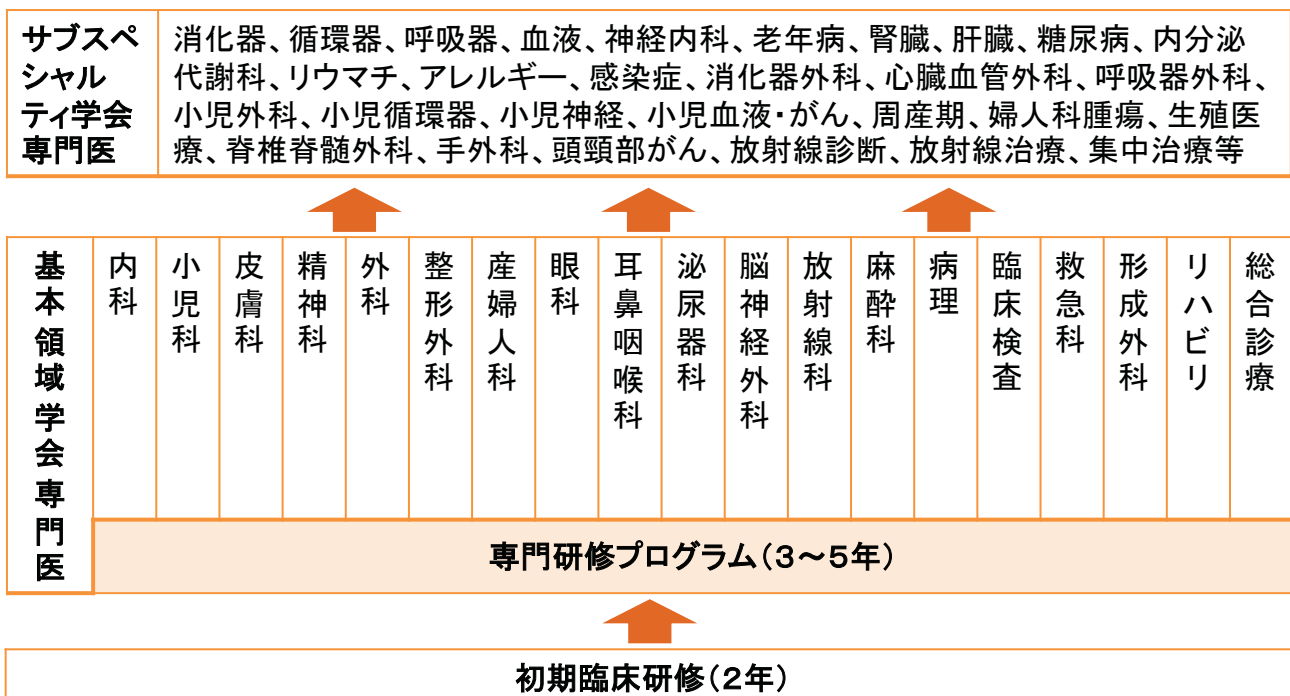 サブスペ
シャル
ティ学会
専門医
消化器、循環器、呼吸器、血液、神経内科、老年病、腎臓、肝臓、糖尿病、内分泌
代謝科、リウマチ、アレルギー、感染症、消化器外科、心臓血管外科、呼吸器外科、
小児外科、小児循環器、小児神経、小児血液・がん、周産期、婦人科腫瘍、生殖医
療、脊椎脊髄外科、手外科、頭頸部がん、放射線診断、放射線治療、集中治療等
基本領域学会専門医
内科
小児科
皮膚科
精神科
外科
整形外科
産婦人科
眼科
耳鼻咽喉科
泌尿器科
脳神経外科
放射線科
麻酔科
病理
臨床検査
救急科
形成外科
リハビリ
総合診療
専門研修プログラム(3～5年)
初期臨床研修(2年)